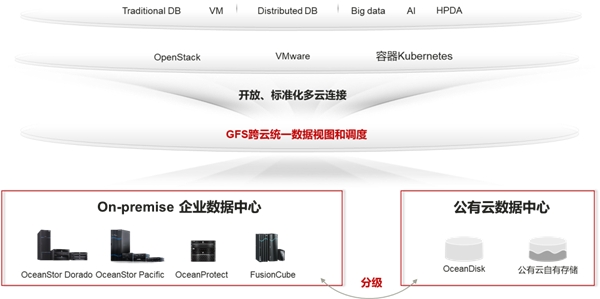 Traditional DB VM Distributed DB Big data AI HPDA
OpenStack VMware 容器Kubernetes
开放、标准化多云连接
GFS跨云统一数据视图和调度
On-premise 企业数据中心
OceanStor Dorado OceanStor Pacific OceanProtect FusionCube
公有云数据中心
OceanDisk 公有云自有存储
分级